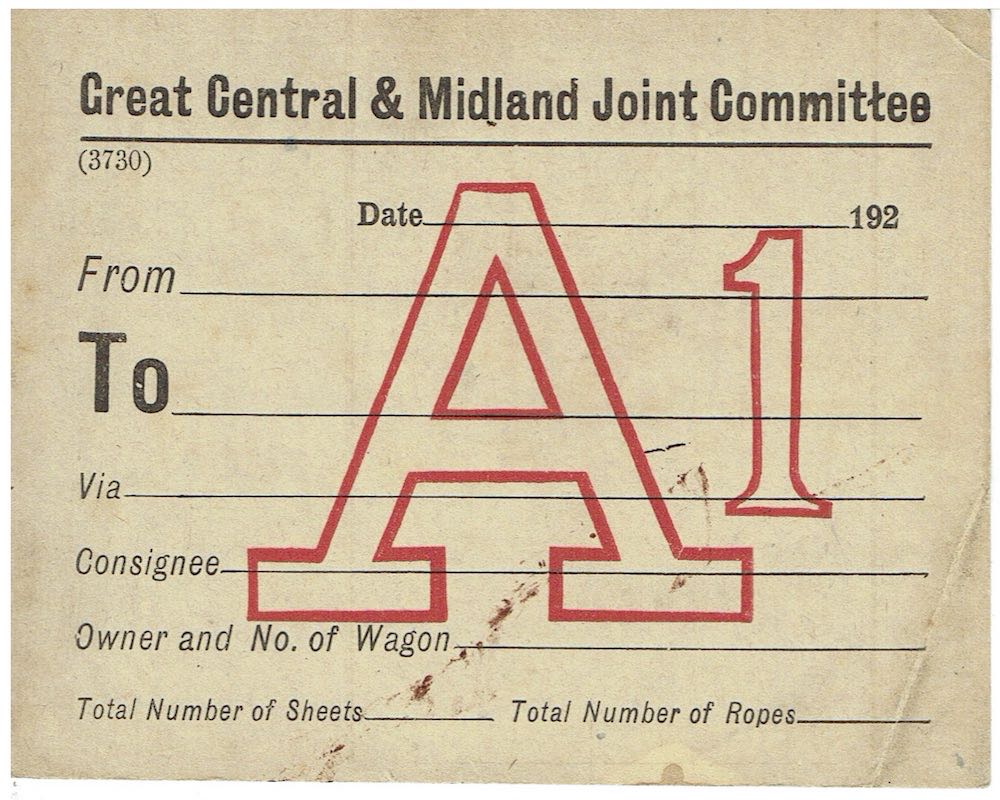 Great Central & Midland Joint Committee
(3730)
Date 192
From
To
Via
Consignee
Owner and No. of Wagon
Total Number of Sheets Total Number of Ropes
A1